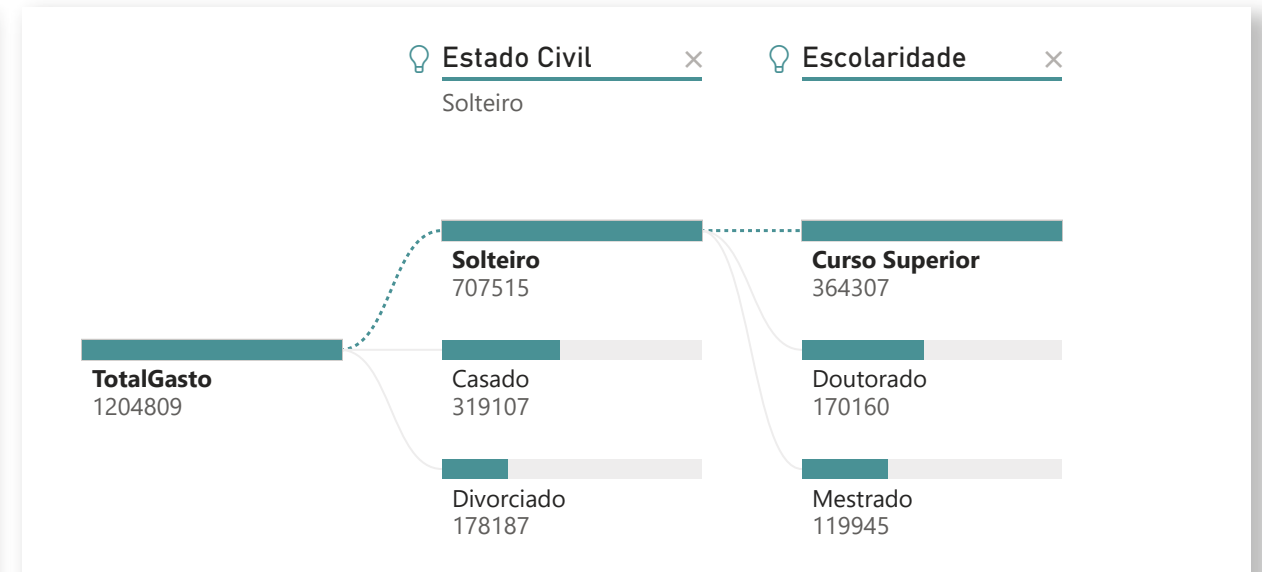 Estado Civil
Escolaridade
Solteiro
Solteiro
707515
Curso Superior
364307
TotalGasto
1204809
Casado
319107
Doutorado
170160
Divorciado
178187
Mestrado
119945